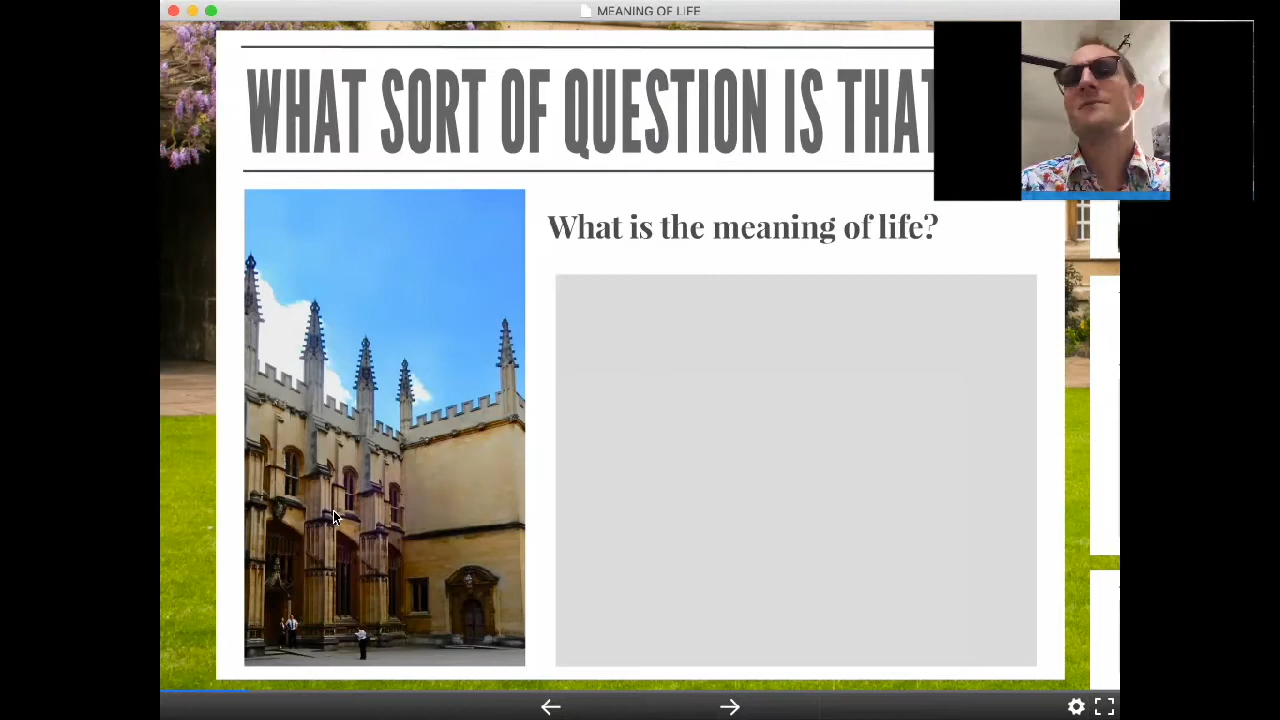 MEANING OF LIFE
WHAT SORT OF QUESTION IS THAT
What is the meaning of life?